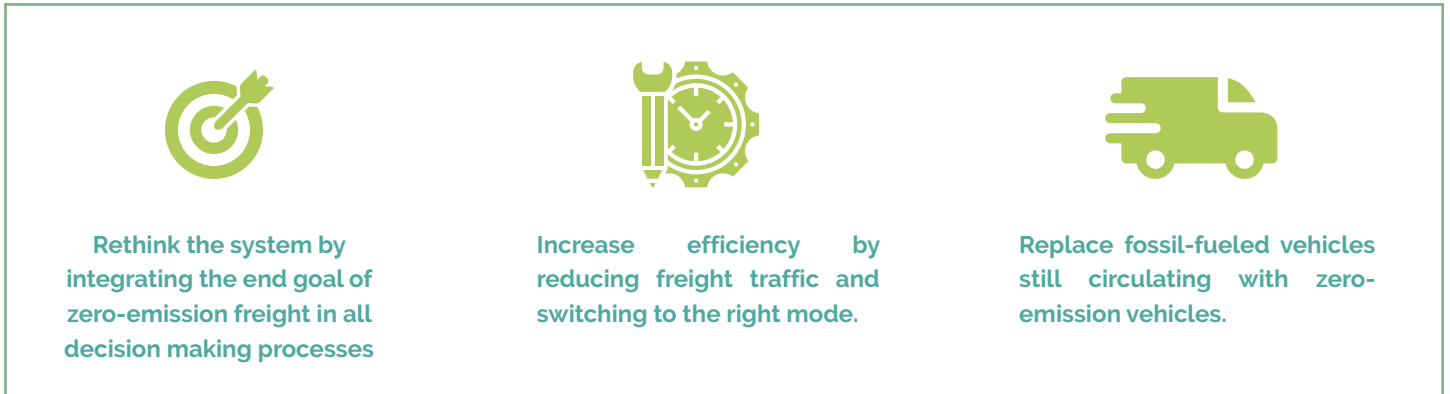 Rethink the system by
integrating the end goal of
zero-emission freight in all
decision making processes
Increase efficiency by
reducing freight traffic and
switching to the right mode.
Replace fossil-fueled vehicles
still circulating with zero-
emission vehicles.